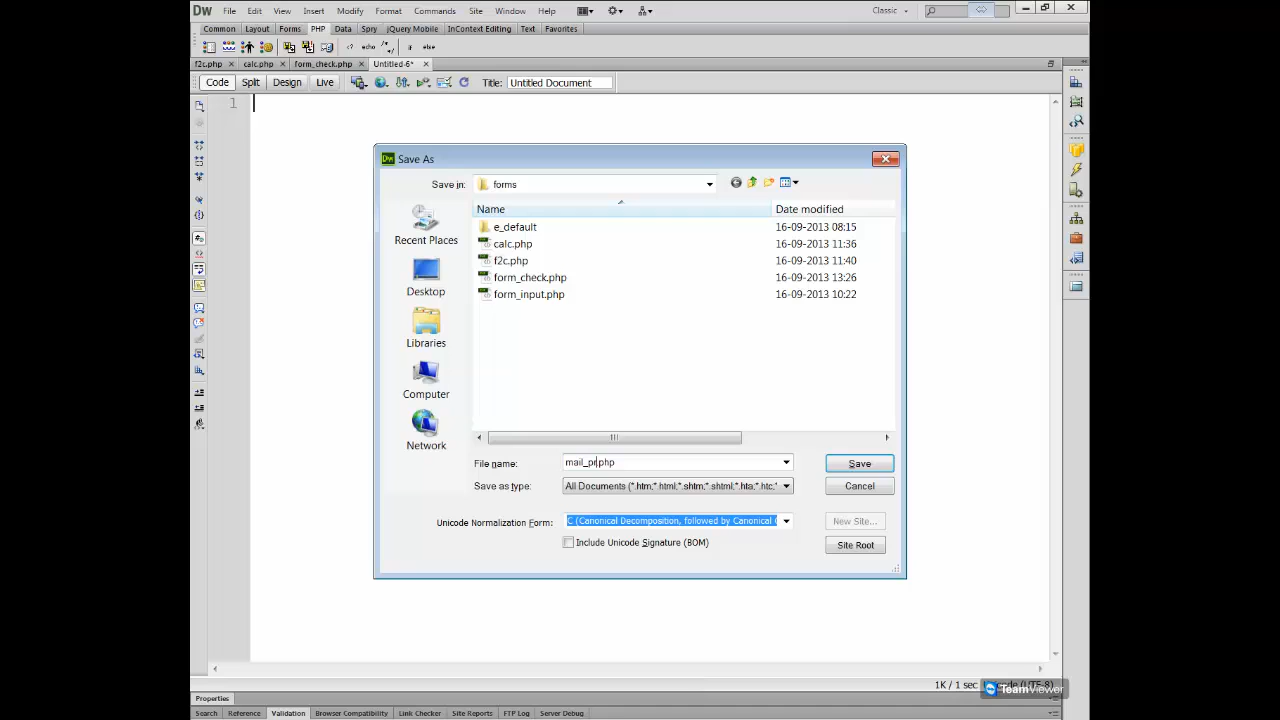 Dw File Edit View Insert Modify Format Commands Site Window Help Classic
Common Layout Forms PHP Data Spry jQuery Mobile InContext Editing Text Favorites
<? echo /* */ if else
f2c.php × calc.php × form_check.php × Untitled-6* ×
Code Split Design Live Title: Untitled Document
1
Dw Save As
Save in: forms
Name Date modified
e_default 16-09-2013 08:15
calc.php 16-09-2013 11:36
f2c.php 16-09-2013 11:40
form_check.php 16-09-2013 13:26
form_input.php 16-09-2013 10:22
Recent Places
Desktop
Libraries
Computer
Network
File name: mail_pr.php Save
Save as type: All Documents (*.htm;*.html;*.shtm;*.shtml;*.hta;*.htc;* Cancel
Unicode Normalization Form: C (Canonical Decomposition, followed by Canonical C New Site...
Include Unicode Signature (BOM) Site Root
1K / 1 sec (UTF-8)
TeamViewer
Properties
Search Reference Validation Browser Compatibility Link Checker Site Reports FTP Log Server Debug